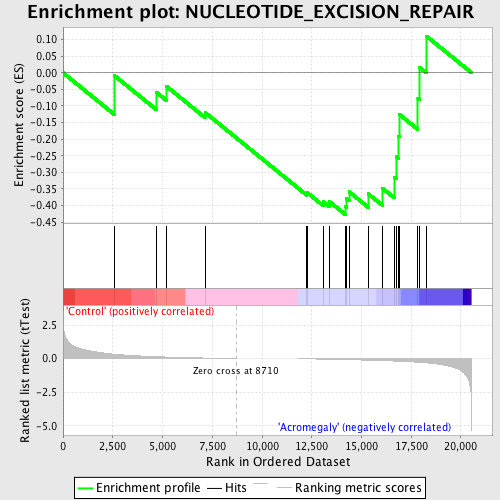 Enrichment plot: NUCLEOTIDE_EXCISION_REPAIR
Enrichment score (ES)
0.10
0.05
0.00
-0.05
-0.10
-0.15
-0.20
-0.25
-0.30
-0.35
-0.40
-0.45
'Control' (positively correlated)
Ranked list metric (tTest)
2.5
0.0
-2.5
-5.0
Zero cross at 8710
'Acromegaly' (negatively correlated)
0 2,500 5,000 7,500 10,000 12,500 15,000 17,500 20,000
Rank in Ordered Dataset
Enrichment profile Hits Ranking metric scores